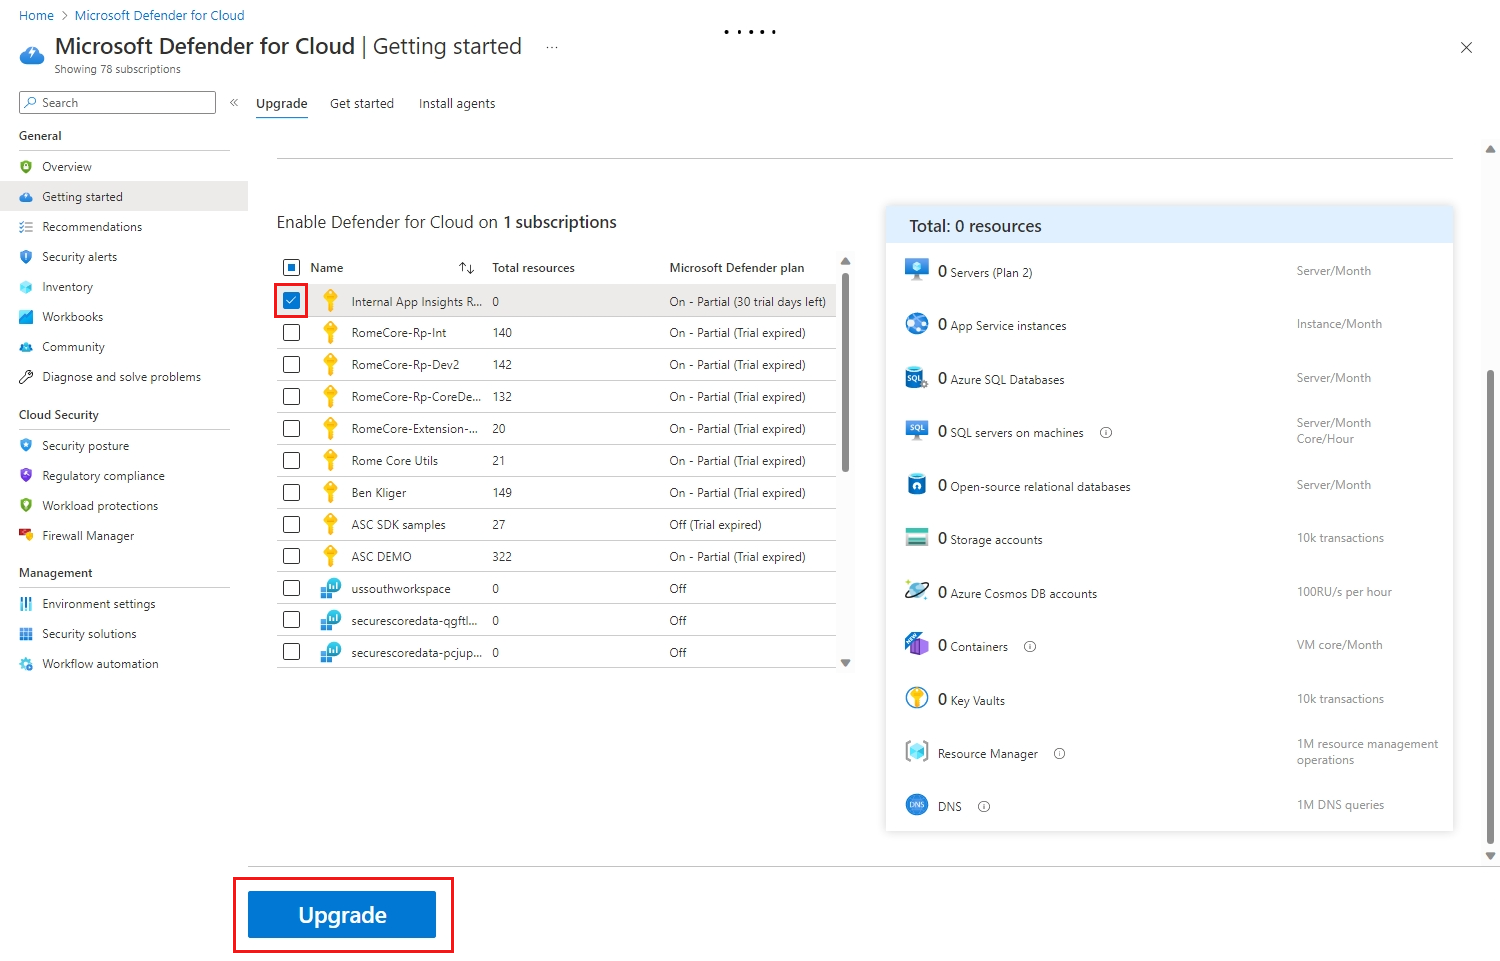 Home > Microsoft Defender for Cloud
Microsoft Defender for Cloud | Getting started ...
Showing 78 subscriptions
Search
«
Upgrade Get started Install agents
General
Overview
Getting started
Recommendations
Security alerts
Inventory
Workbooks
Community
Diagnose and solve problems
Cloud Security
Security posture
Regulatory compliance
Workload protections
Firewall Manager
Management
Environment settings
Security solutions
Workflow automation
Enable Defender for Cloud on 1 subscriptions
Name ↑↓ Total resources Microsoft Defender plan
Internal App Insights R... 0 On - Partial (30 trial days left)
RomeCore-Rp-Int 140 On - Partial (Trial expired)
RomeCore-Rp-Dev2 142 On - Partial (Trial expired)
RomeCore-Rp-CoreDe... 132 On - Partial (Trial expired)
RomeCore-Extension-... 20 On - Partial (Trial expired)
Rome Core Utils 21 On - Partial (Trial expired)
Ben Kliger 149 On - Partial (Trial expired)
ASC SDK samples 27 Off (Trial expired)
ASC DEMO 322 On - Partial (Trial expired)
ussouthworkspace 0 Off
securescoredata-qgftl... 0 Off
securescoredata-pcjup... 0 Off
Total: 0 resources
0 Servers (Plan 2) Server/Month
0 App Service instances Instance/Month
SQL 0 Azure SQL Databases Server/Month
SQL 0 SQL servers on machines Server/Month
Core/Hour
0 Open-source relational databases Server/Month
0 Storage accounts 10k transactions
0 Azure Cosmos DB accounts 100RU/s per hour
NEW 0 Containers VM core/Month
0 Key Vaults 10k transactions
Resource Manager 1M resource management
operations
DNS DNS 1M DNS queries
Upgrade